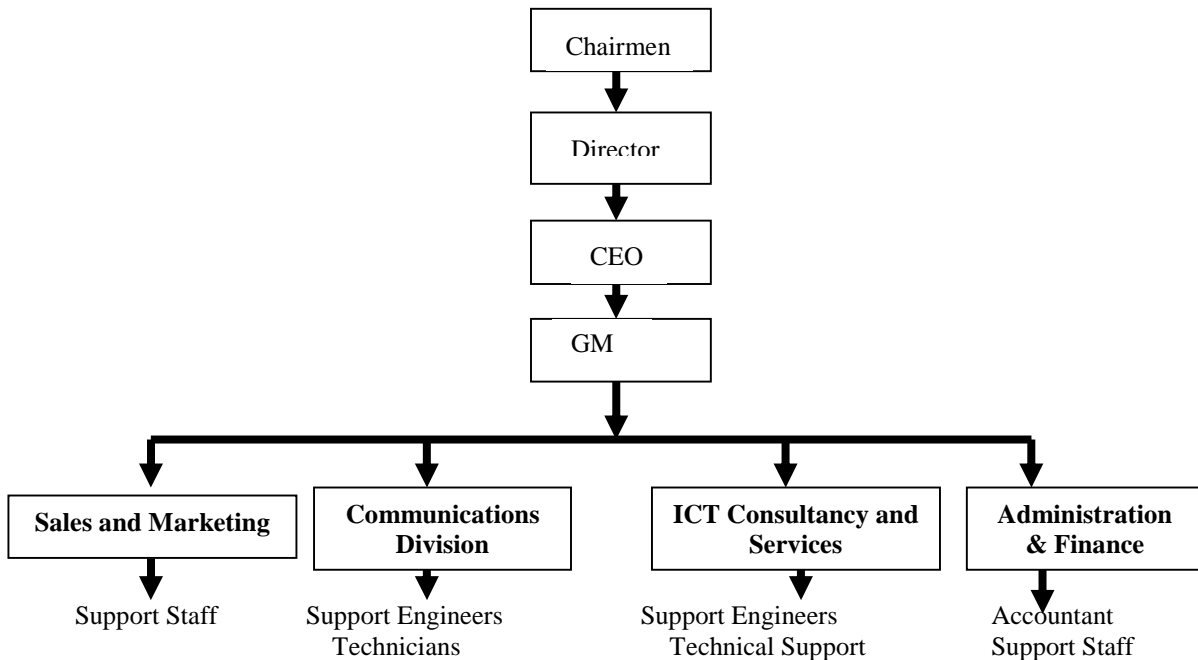 Chairmen
Director
CEO
GM
Sales and Marketing
Communications
Division
ICT Consultancy and
Services
Administration
& Finance
Support Staff
Support Engineers
Technicians
Support Engineers
Technical Support
Accountant
Support Staff